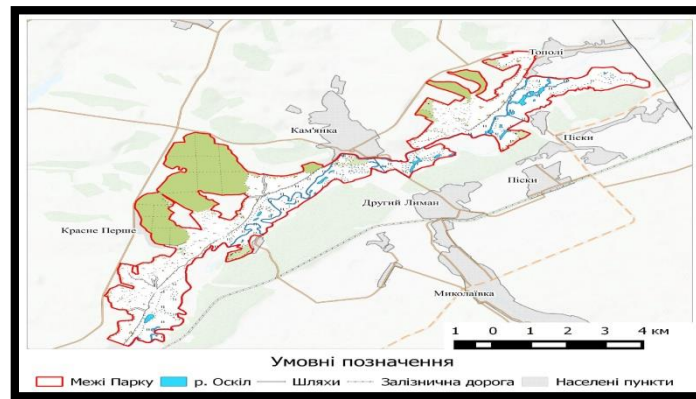 Тополі
Кам'янка
Піски
Піски
Другий Лиман
Красне Перше
Миколаївка
1 0 1 2 3 4 км
Умовні позначення
Межі Парку р. Оскіл Шляхи Залізнична дорога Населені пункти